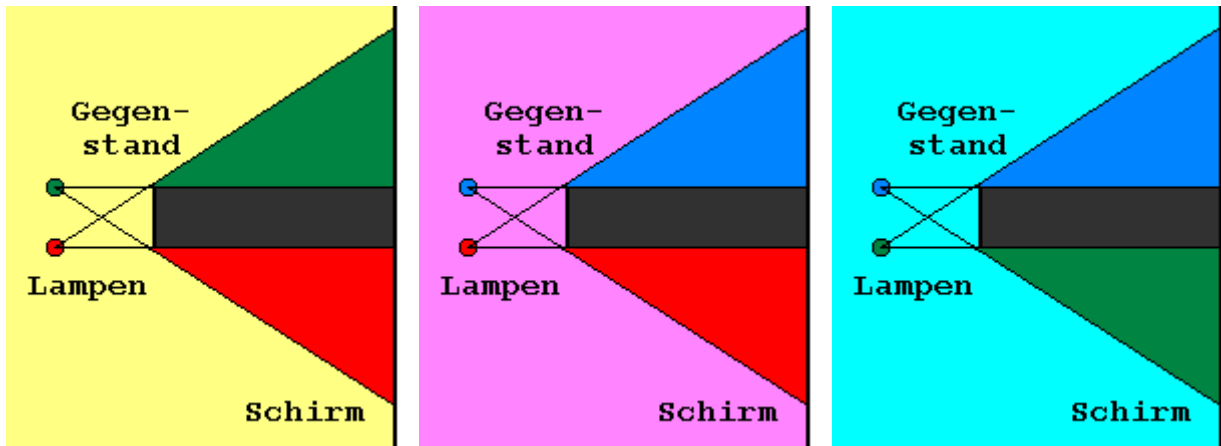 Gegen-
stand
Lampen
Schirm
Gegen-
stand
Lampen
Schirm
Gegen-
stand
Lampen
Schirm